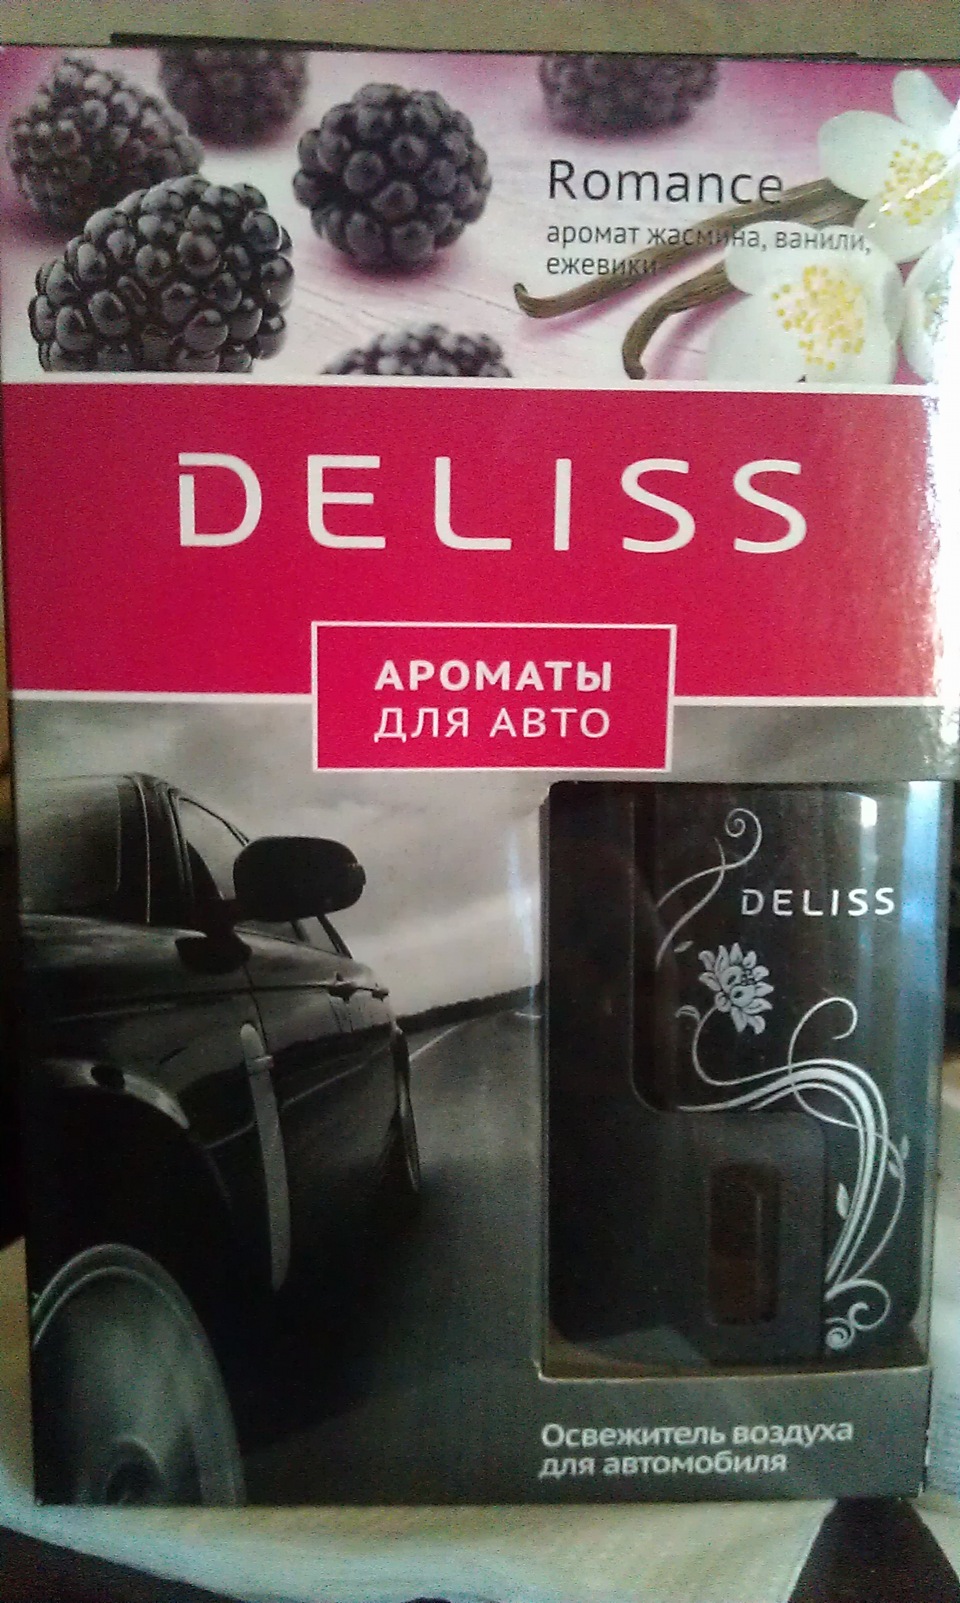 Romance
аромат жасмина, ванили,
ежевики
DELISS
АРОМАТЫ
ДЛЯ АВТО
DELISS
Освежитель воздуха
для автомобиля